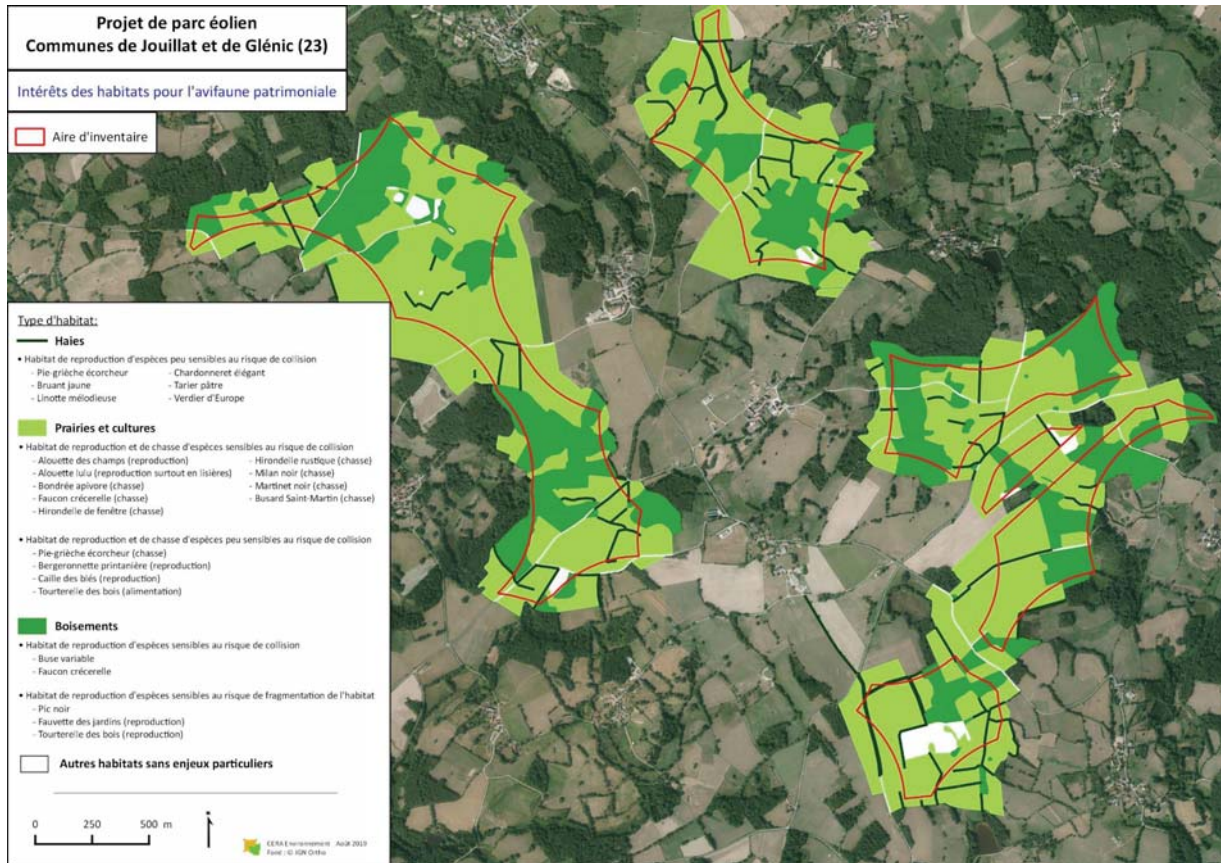 Projet de parc éolien
Communes de Jouillat et de Glénic (23)
Intérêts des habitats pour l'avifaune patrimoniale
Aire d'inventaire
Type d'habitat:
Haies
• Habitat de reproduction d'espèces peu sensibles au risque de collision
- Pie-grièche écorcheur - Chardonneret élégant
- Bruant jaune - Tarier pâtre
- Linotte mélodieuse - Verdier d'Europe
Prairies et cultures
• Habitat de reproduction et de chasse d'espèces sensibles au risque de collision
- Alouette des champs (reproduction) - Hirondelle rustique (chasse)
- Alouette lulu (reproduction surtout en lisières) - Milan noir (chasse)
- Bondrée apivore (chasse) - Martinet noir (chasse)
- Faucon crécerelle (chasse) - Busard Saint-Martin (chasse)
- Hirondelle de fenêtre (chasse)
• Habitat de reproduction et de chasse d'espèces peu sensibles au risque de collision
- Pie-grièche écorcheur (chasse)
- Bergeronnette printanière (reproduction)
- Caille des blés (reproduction)
- Tourterelle des bois (alimentation)
Boisements
• Habitat de reproduction d'espèces sensibles au risque de collision
- Buse variable
- Faucon crécerelle
• Habitat de reproduction d'espèces sensibles au risque de fragmentation de l'habitat
- Pic noir
- Fauvette des jardins (reproduction)
- Tourterelle des bois (reproduction)
Autres habitats sans enjeux particuliers
0 250 500 m
CERA Environnement Août 2019
Fond : © IGN Ortho